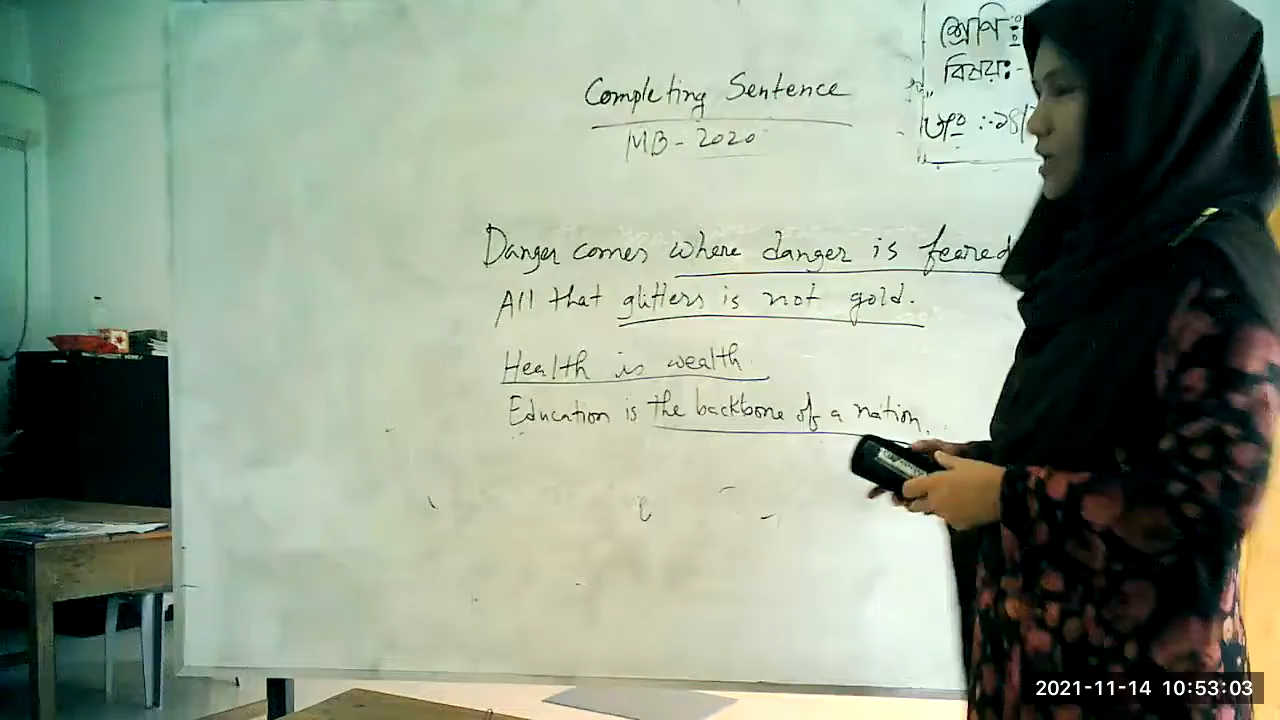 Completing Sentence
MB - 2020
শ্রেণি ঃ
বিষয়ঃ -
Danger comes where danger is feared
All that glitters is not gold.
Health is wealth
Education is the backbone of a nation.
2021-11-14 10:53:03